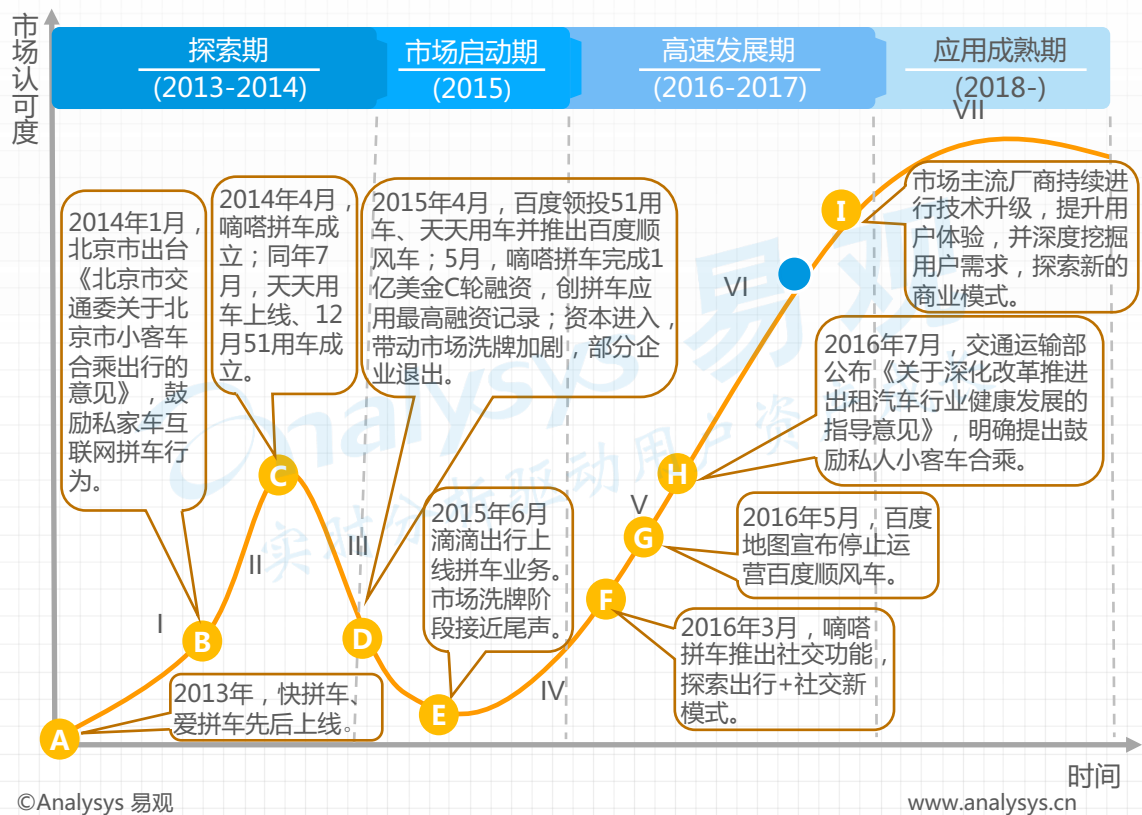 市场认可度
探索期
(2013-2014)
市场启动期
(2015)
高速发展期
(2016-2017)
应用成熟期
(2018-)
VII
2014年1月，
北京市出台
《北京市交
通委关于北
京市小客车
合乘出行的
意见》，鼓
励私家车互
联网拼车行
为。
2014年4月，
嘀嗒拼车成
立；同年7
月，天天用
车上线、12
月51用车成
立。
2015年4月，百度领投51用
车、天天用车并推出百度顺
风车；5月，嘀嗒拼车完成1
亿美金C轮融资，创拼车应
用最高融资记录；资本进入，
带动市场洗牌加剧，部分企
业退出。
I
市场主流厂商持续进
行技术升级，提升用
户体验，并深度挖掘
用户需求，探索新的
商业模式。
VI
2016年7月，交通运输部
公布《关于深化改革推进
出租汽车行业健康发展的
指导意见》，明确提出鼓
励私人小客车合乘。
C
H
V
G
2015年6月
滴滴出行上
线拼车业务。
市场洗牌阶
段接近尾声。
2016年5月，百度
地图宣布停止运
营百度顺风车。
III
II
F
I
B
D
2016年3月，嘀嗒
拼车推出社交功能，
探索出行+社交新
模式。
IV
E
2013年，快拼车、
爱拼车先后上线。
A
时间
Analysys 易观
实时分析驱动用户资产成长
©Analysys 易观
www.analysys.cn